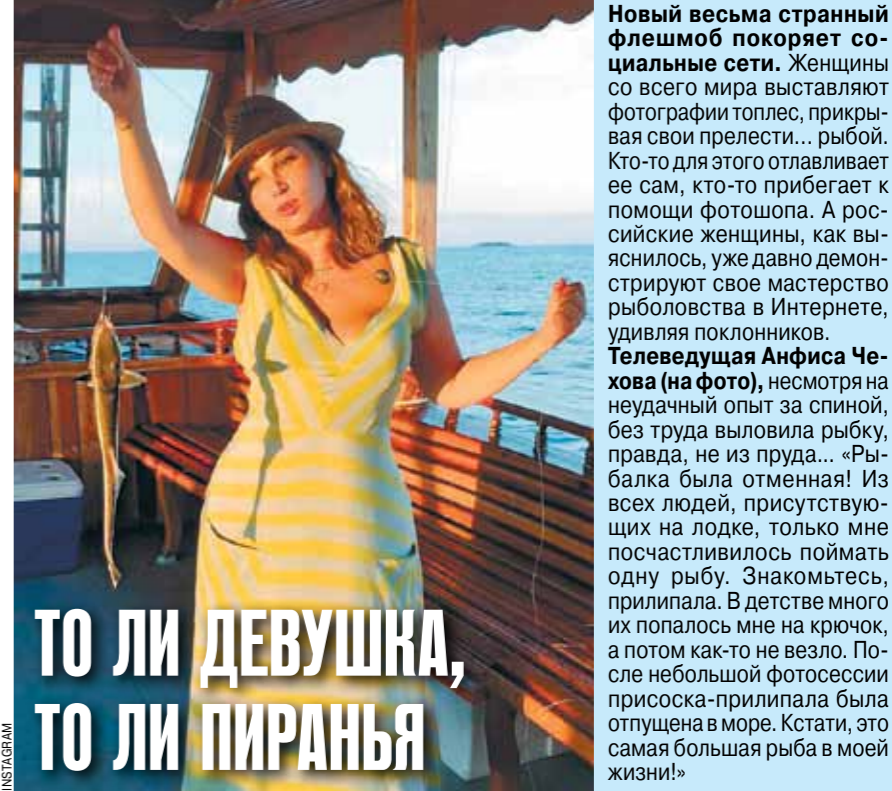 ТО ЛИ ДЕВУШКА,
ТО ЛИ ПИРАНЬЯ
INSTAGRAM
Новый весьма странный
флешмоб покоряет со-
циальные сети. Женщины
со всего мира выставляют
фотографии топлес, прикры-
вая свои прелести... рыбой.
Кто-то для этого отлавливает
ее сам, кто-то прибегает к
помощи фотошопа. А рос-
сийские женщины, как вы-
яснилось, уже давно демон-
стрируют свое мастерство
рыболовства в Интернете,
удивляя поклонников.
Телеведущая Анфиса Че-
хова (на фото), несмотря на
неудачный опыт за спиной,
без труда выловила рыбку,
правда, не из пруда... «Ры-
балка была отменная! Из
всех людей, присутствую-
щих на лодке, только мне
посчастливилось поймать
одну рыбу. Знакомьтесь,
прилипала. В детстве много
их попалось мне на крючок,
а потом как-то не везло. По-
сле небольшой фотосессии
присоска-прилипала была
отпущена в море. Кстати, это
самая большая рыба в моей
жизни!»